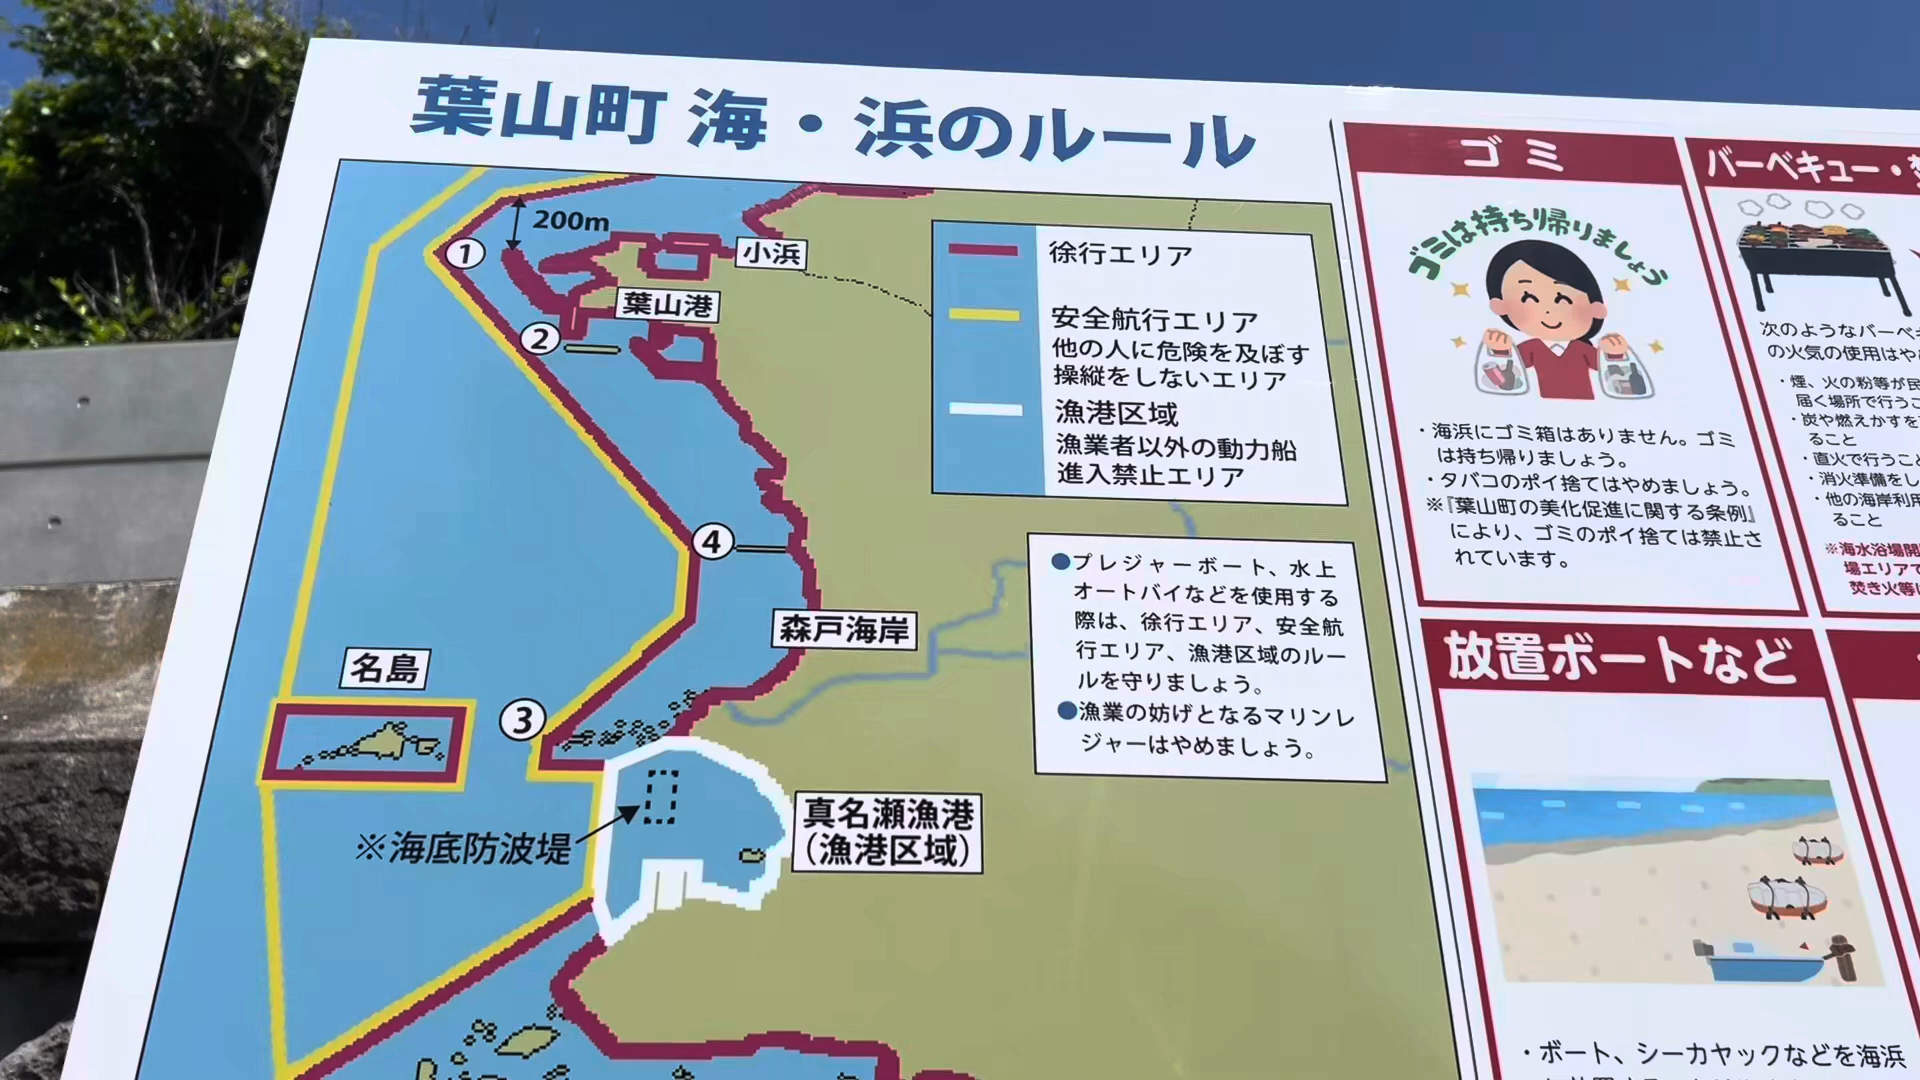 葉山町 海・浜のルール
200m
①
小浜
葉山港
②
④
森戸海岸
名島
③
※海底防波堤
真名瀬漁港
（漁港区域）
徐行エリア
安全航行エリア
他の人に危険を及ぼす
操縦をしないエリア
漁港区域
漁業者以外の動力船
進入禁止エリア
●プレジャーボート、水上
オートバイなどを使用する
際は、徐行エリア、安全航
行エリア、漁港区域のルー
ルを守りましょう。
●漁業の妨げとなるマリンレ
ジャーはやめましょう。
ゴミ
ゴミは持ち帰りましょう
・海浜にゴミ箱はありません。ゴミ
は持ち帰りましょう。
・タバコのポイ捨てはやめましょう。
※『葉山町の美化促進に関する条例』
により、ゴミのポイ捨ては禁止さ
れています。
バーベキュー・
次のようなバーベキ
の火気の使用はや
・煙、火の粉等が民
届く場所で行うこ
・炭や燃えかすを
ること
・直火で行うこと
・消火準備をし
・他の海岸利用
ること
※海水浴場開
場エリアで
焚き火等
放置ボートなど
・ボート、シーカヤックなどを海浜